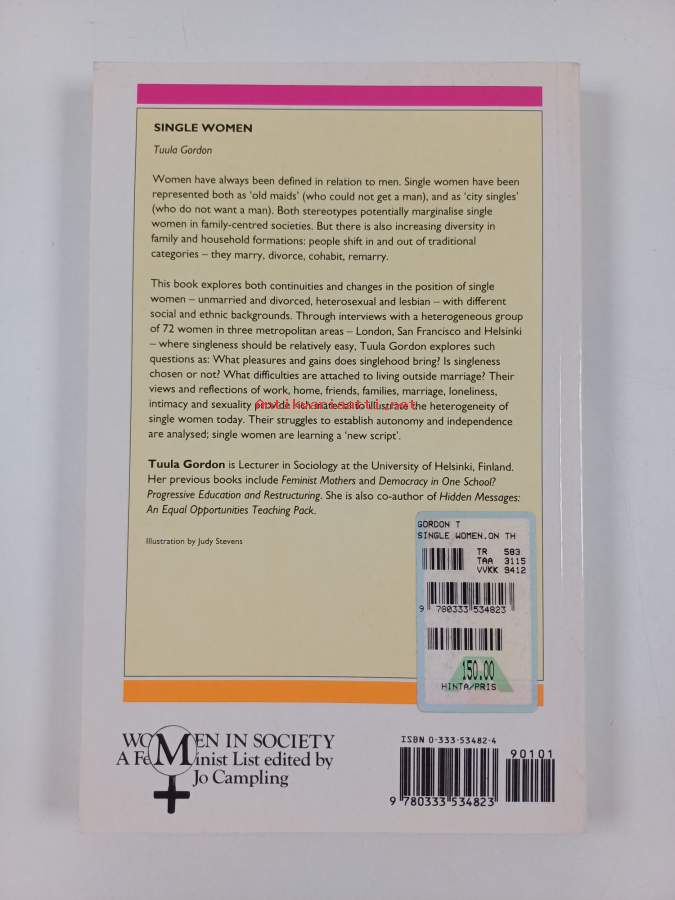 SINGLE WOMEN
Tuula Gordon
Women have always been defined in relation to men. Single women have been
represented both as 'old maids' (who could not get a man), and as 'city singles'
(who do not want a man). Both stereotypes potentially marginalise single
women in family-centred societies. But there is also increasing diversity in
family and household formations: people shift in and out of traditional
categories – they marry, divorce, cohabit, remarry.
This book explores both continuities and changes in the position of single
women – unmarried and divorced, heterosexual and lesbian – with different
social and ethnic backgrounds. Through interviews with a heterogeneous group
of 72 women in three metropolitan areas – London, San Francisco and Helsinki
– where singleness should be relatively easy, Tuula Gordon explores such
questions as: What pleasures and gains does singlehood bring? Is singleness
chosen or not? What difficulties are attached to living outside marriage? Their
views and reflections of work, home, friends, families, marriage, loneliness,
intimacy and sexuality provide rich material to illustrate the heterogeneity of
Antikvariaatti.net
single women today. Their struggles to establish autonomy and independence
are analysed; single women are learning a 'new script'.
Tuula Gordon is Lecturer in Sociology at the University of Helsinki, Finland.
Her previous books include Feminist Mothers and Democracy in One School?
Progressive Education and Restructuring. She is also co-author of Hidden Messages:
An Equal Opportunities Teaching Pack.
Illustration by Judy Stevens
GORDON T
SINGLE WOMEN.ON TH
TR 583
TAA 3115
VVKK 9412
9 780333 534823
150.00
HINTA/PRIS
WOMEN IN SOCIETY
A Feminist List edited by
Jo Campling
ISBN 0-333-53482-4
90101
9 780333 534823